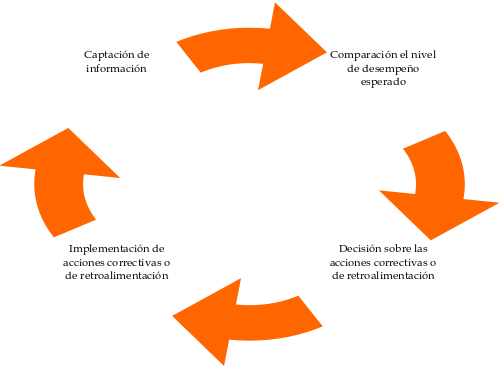 Captación de
información
Comparación el nivel
de desempeño
esperado
Decisión sobre las
acciones correctivas o
de retroalimentación
Implementación de
acciones correctivas o
de retroalimentación